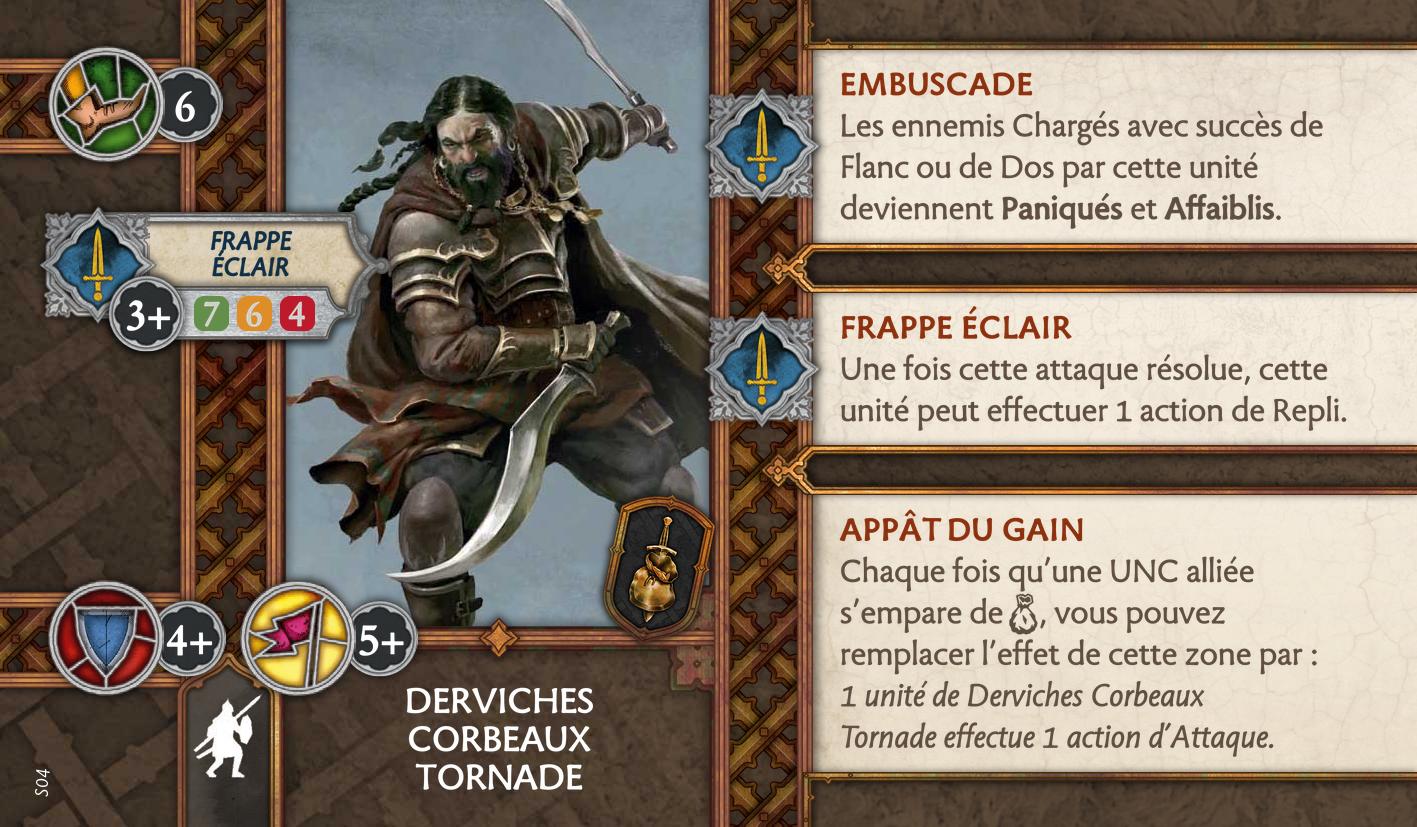 6
FRAPPE
ÉCLAIR
3+ 7 6 4
4+ 5+
DERVICHES
CORBEAUX
TORNADE
S04
EMBUSCADE
Les ennemis Chargés avec succès de
Flanc ou de Dos par cette unité
deviennent Paniqués et Affaiblis.
FRAPPE ÉCLAIR
Une fois cette attaque résolue, cette
unité peut effectuer 1 action de Repli.
APPÂT DU GAIN
Chaque fois qu’une UNC alliée
s’empare de , vous pouvez
remplacer l’effet de cette zone par :
1 unité de Derviches Corbeaux
Tornade effectue 1 action d’Attaque.